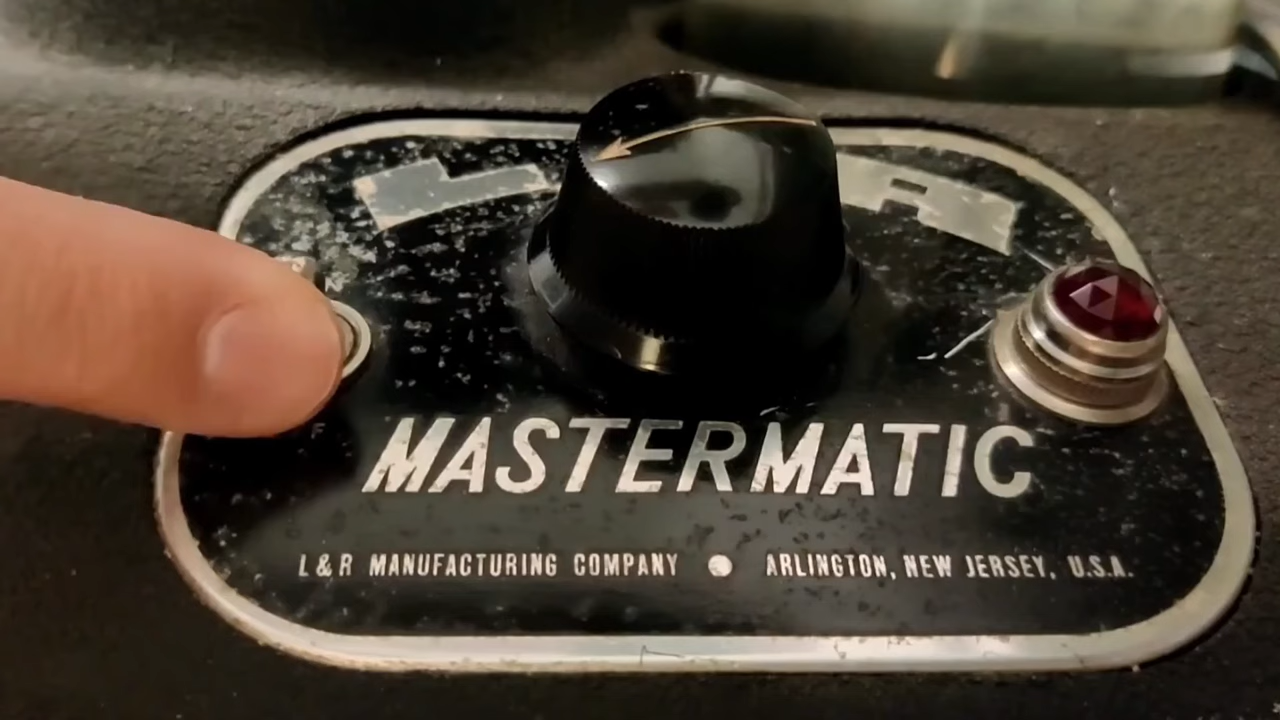 MASTERMATIC
L & R MANUFACTURING COMPANY ● ARLINGTON, NEW JERSEY, U.S.A.